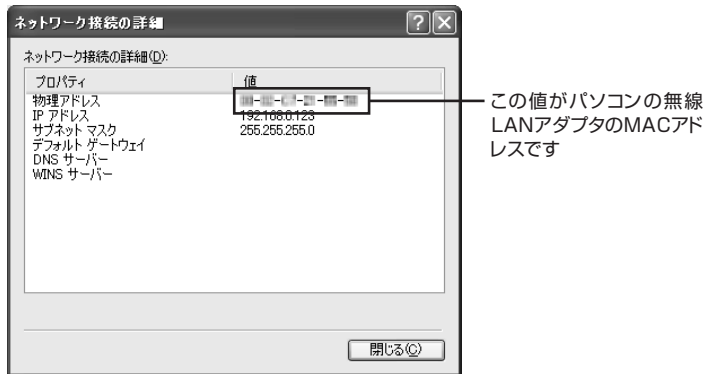 ネットワーク接続の詳細
ネットワーク接続の詳細(D):
プロパティ 値
物理アドレス
IP アドレス 192.168.0.123
サブネット マスク 255.255.255.0
デフォルト ゲートウェイ
DNS サーバー
WINS サーバー
閉じる(C)
この値がパソコンの無線
LANアダプタのMACアド
レスです